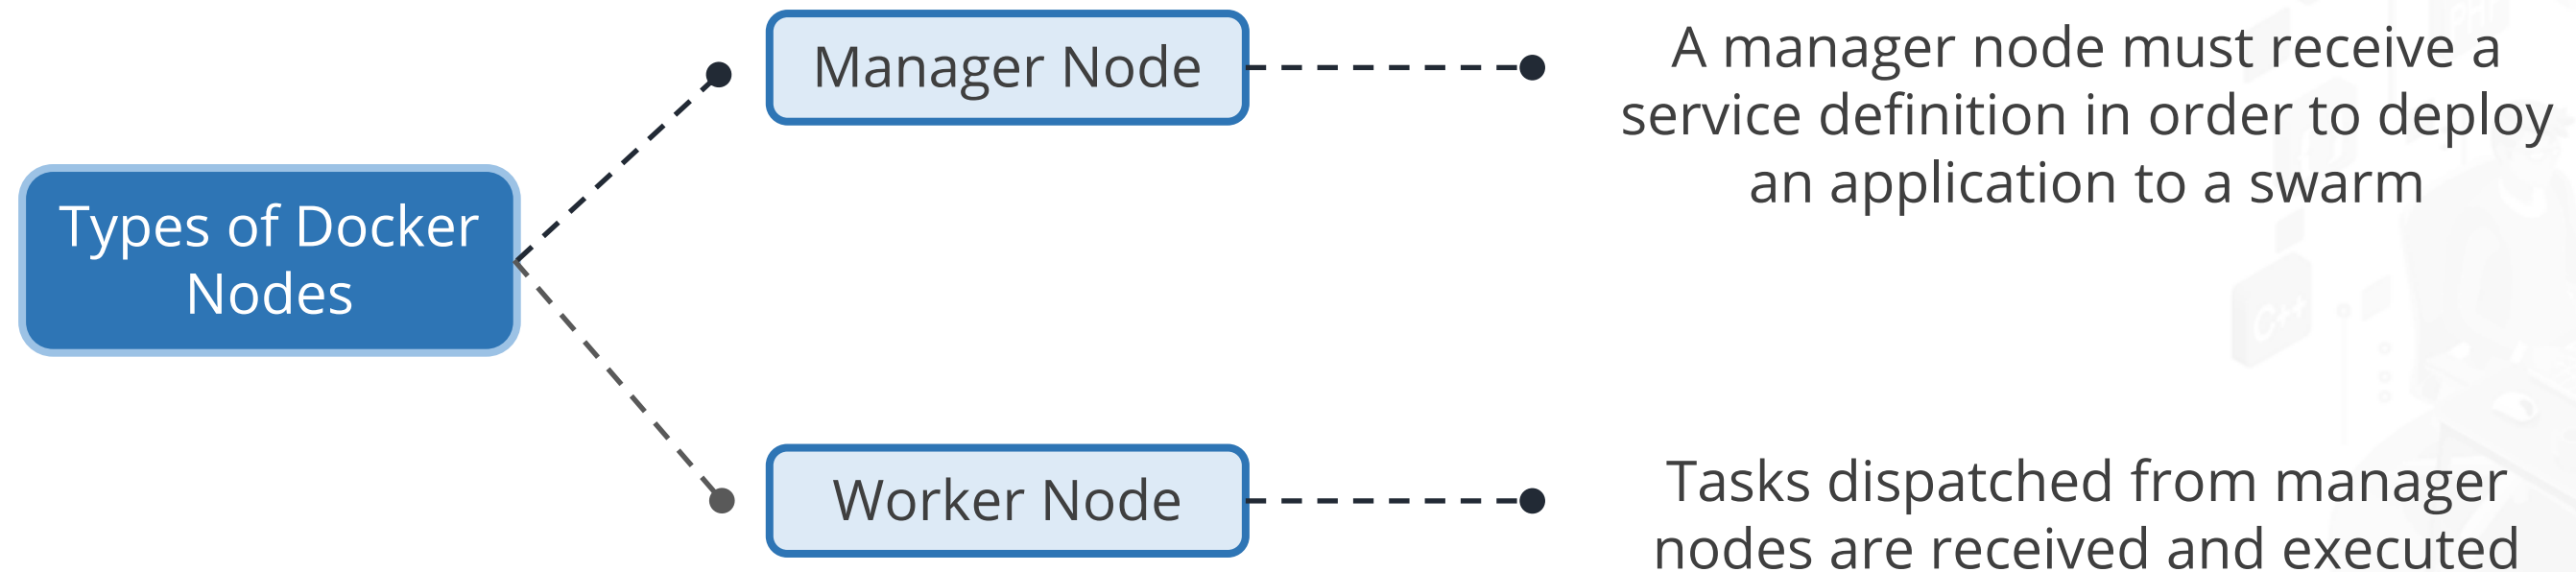 Types of Docker
Nodes
Manager Node
A manager node must receive a
service definition in order to deploy
an application to a swarm
Worker Node
Tasks dispatched from manager
nodes are received and executed
C++
PHP